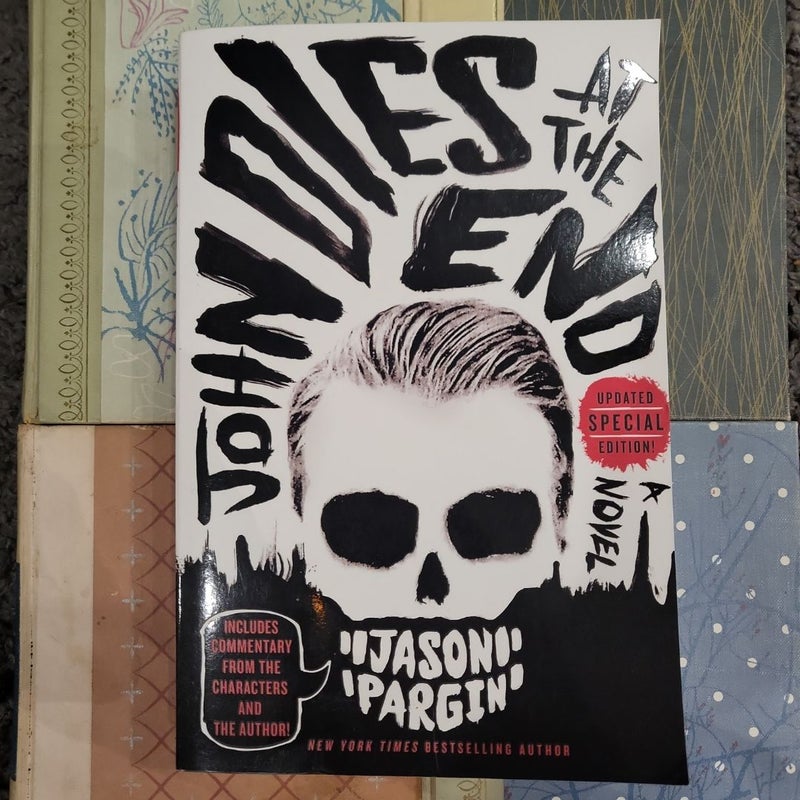 JOHN
DIES
AT
THE
END
UPDATED
SPECIAL
EDITION!
A
NOVEL
INCLUDES
COMMENTARY
FROM THE
CHARACTERS
AND
THE AUTHOR!
JASON
PARGIN
NEW YORK TIMES BESTSELLING AUTHOR